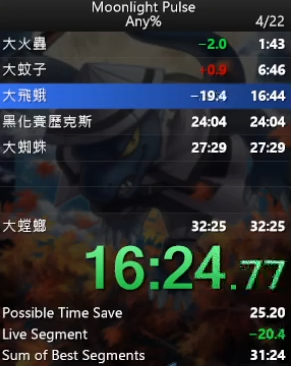 Moonlight Pulse
Any% 4/22
大火蟲 −2.0 1:43
大蚊子 +0.9 6:46
大飛蛾 −19.4 16:44
黑化賽歷克斯 24:04 24:04
大蜘蛛 27:29 27:29
大螳螂 32:25 32:25
16:24.77
Possible Time Save 25.20
Live Segment −20.4
Sum of Best Segments 31:24